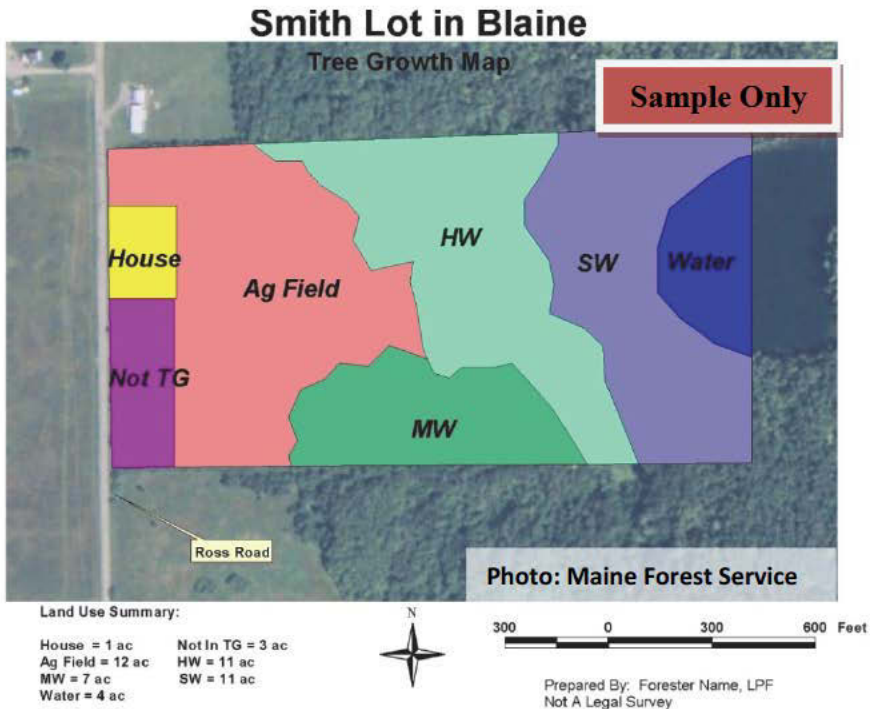 Smith Lot in Blaine
Tree Growth Map
Sample Only
House
Ag Field
HW
SW
Water
Not TG
MW
Ross Road
Photo: Maine Forest Service
Land Use Summary:
House = 1 ac Not In TG = 3 ac
Ag Field = 12 ac HW = 11 ac
MW = 7 ac SW = 11 ac
Water = 4 ac
N
300 0 300 600 Feet
Prepared By: Forester Name, LPF
Not A Legal Survey